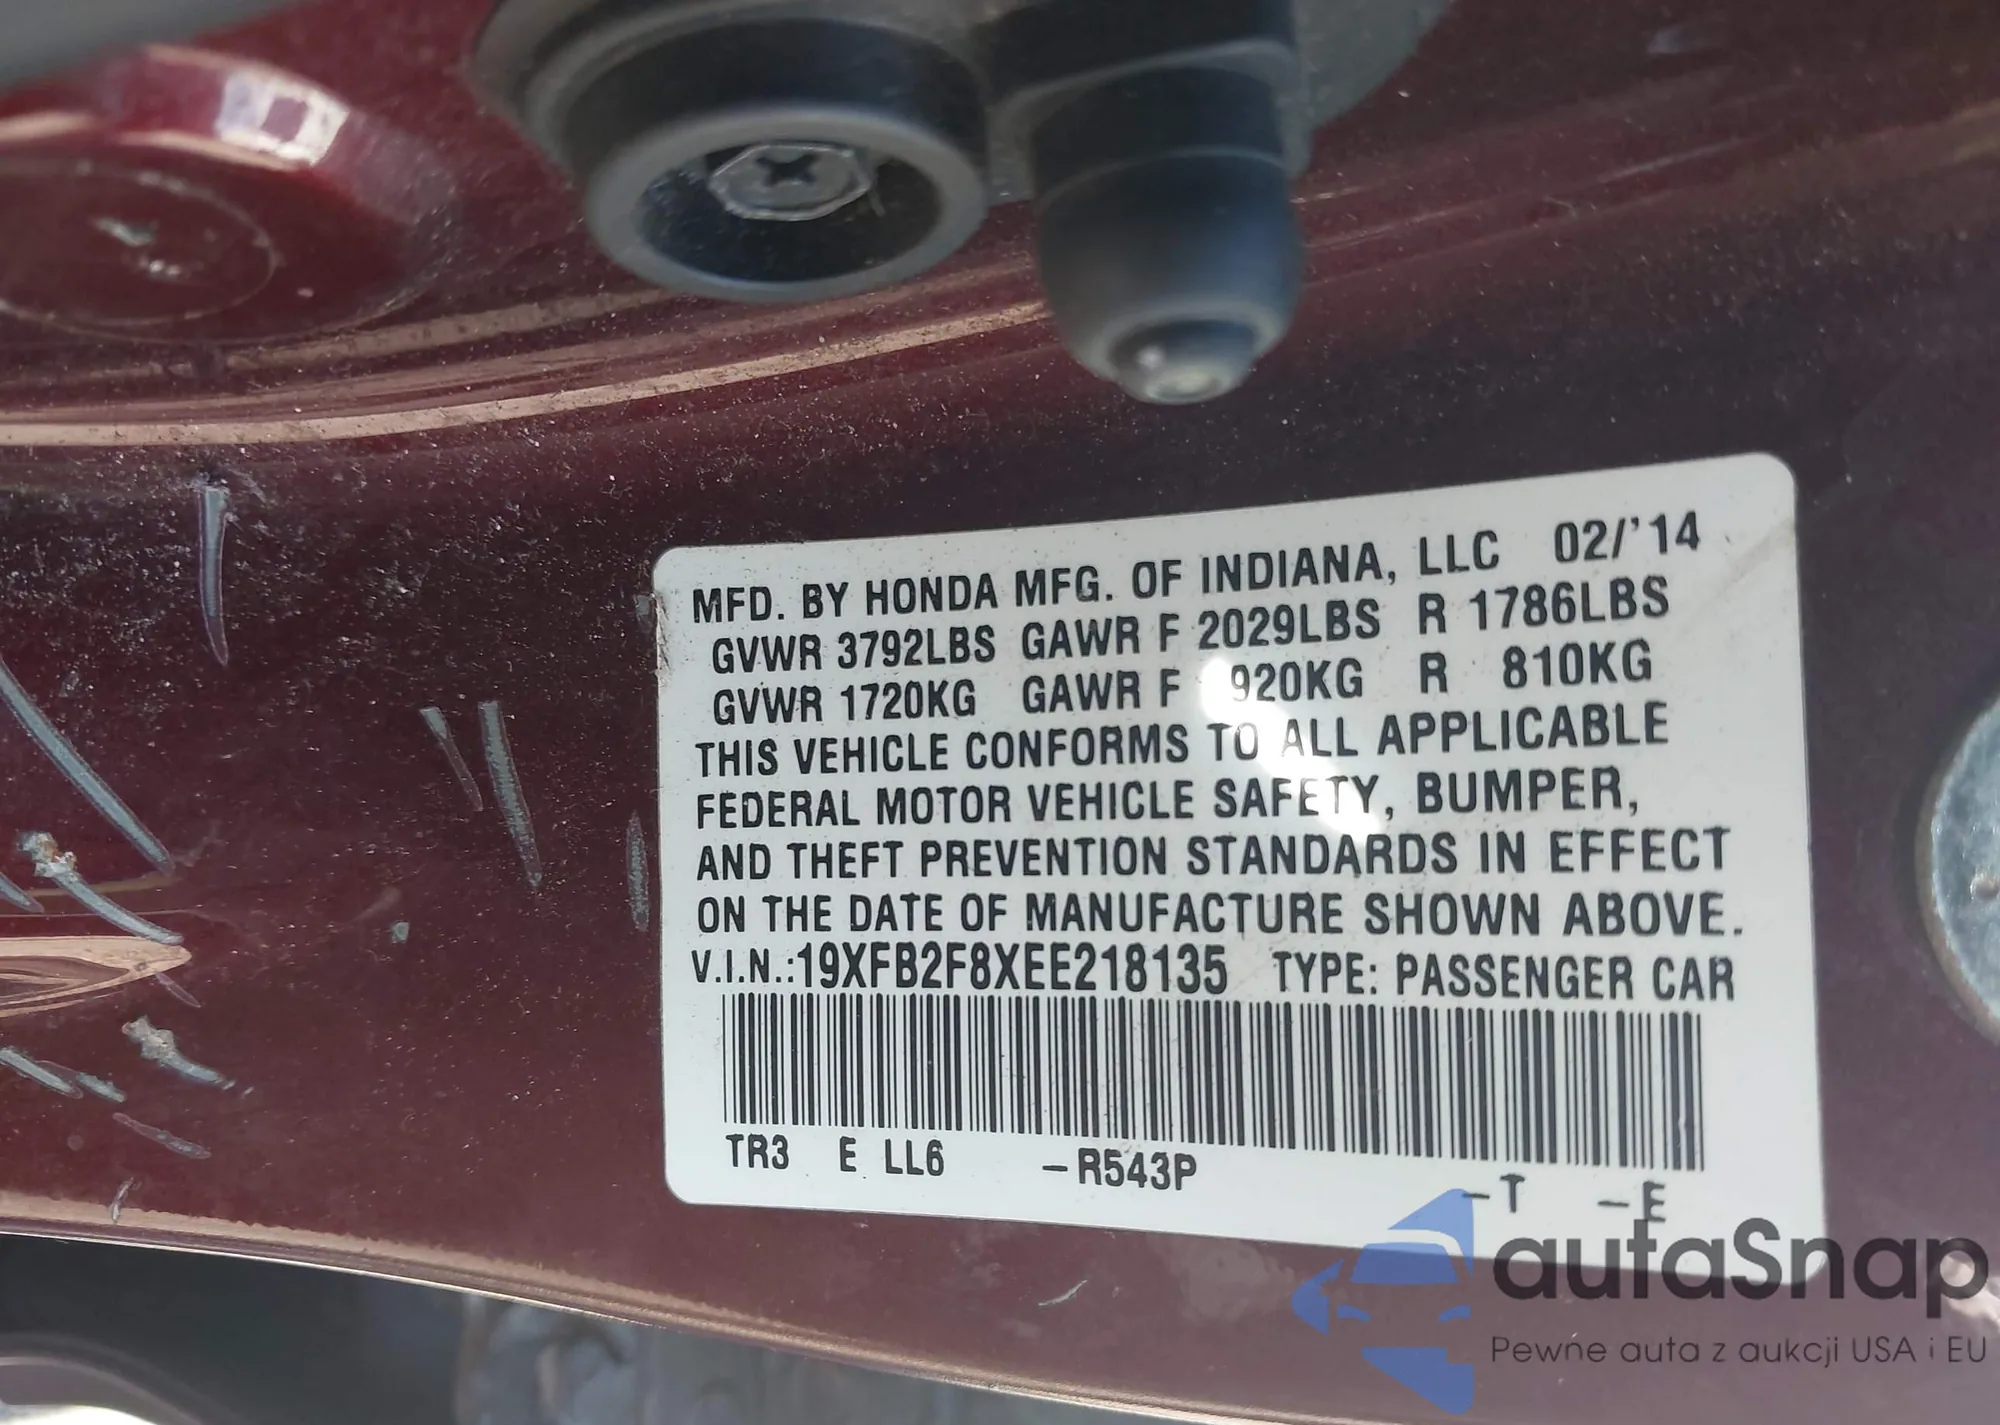 MFD. BY HONDA MFG. OF INDIANA, LLC 02/'14
GVWR 3792LBS GAWR F 2029LBS R 1786LBS
GVWR 1720KG GAWR F 920KG R 810KG
THIS VEHICLE CONFORMS TO ALL APPLICABLE
FEDERAL MOTOR VEHICLE SAFETY, BUMPER,
AND THEFT PREVENTION STANDARDS IN EFFECT
ON THE DATE OF MANUFACTURE SHOWN ABOVE.
V.I.N.:19XFB2F8XEE218135 TYPE: PASSENGER CAR
TR3 E LL6 -R543P -T -E
autaSnap
Pewne auta z aukcji USA i EU